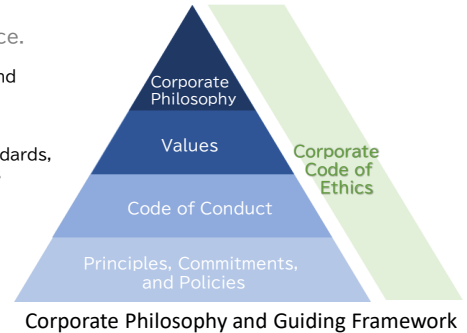 ce.
nd
dards,
Corporate
Philosophy
Values
Code of Conduct
Principles, Commitments,
and Policies
Corporate
Code of
Ethics
Corporate Philosophy and Guiding Framework